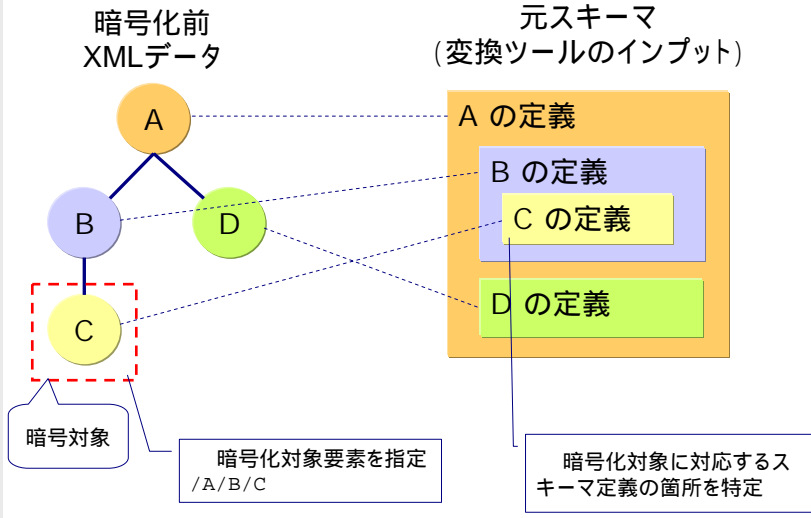 暗号化前
XMLデータ
元スキーマ
(変換ツールのインプット)
A
B
D
C
A の定義
B の定義
C の定義
D の定義
暗号対象
暗号化対象要素を指定
/A/B/C
暗号化対象に対応するス
キーマ定義の箇所を特定